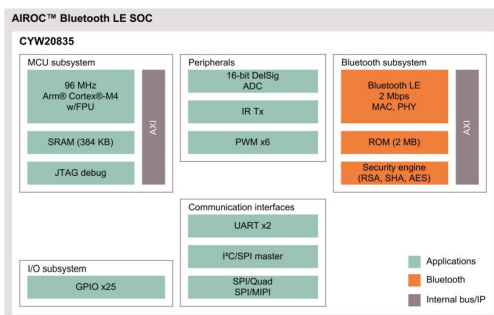 AIROC™ Bluetooth LE SOC
CYW20835
MCU subsystem
96 MHz
Arm® Cortex®-M4
w/FPU
SRAM (384 KB)
JTAG debug
AXI
Peripherals
16-bit DelSig
ADC
IR Tx
PWM x6
Bluetooth subsystem
Bluetooth LE
2 Mbps
MAC, PHY
ROM (2 MB)
Security engine
(RSA, SHA, AES)
AXI
Communication interfaces
UART x2
I²C/SPI master
SPI/Quad
SPI/MIPI
I/O subsystem
GPIO x25
Applications
Bluetooth
Internal bus/IP